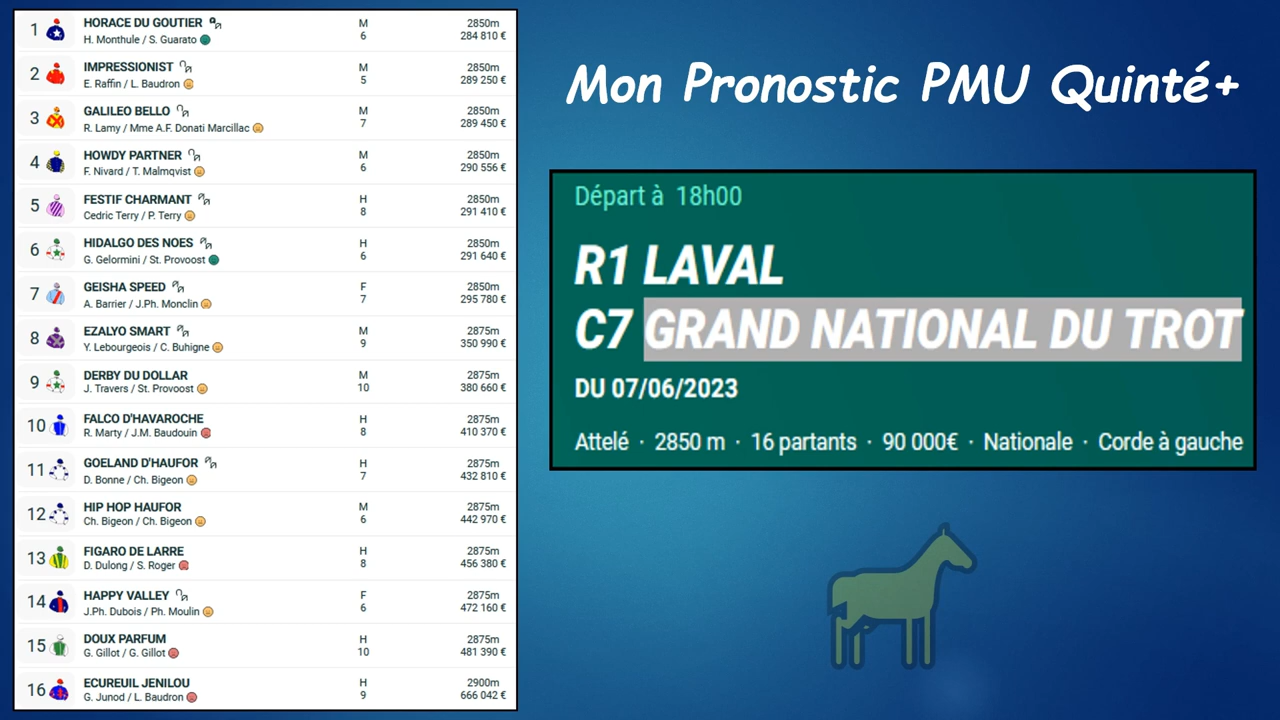 1 HORACE DU GOUTIER M 2850m
H. Monthule / S. Guarato 6 284 810 €
2 IMPRESSIONIST M 2850m
E. Raffin / L. Baudron 5 289 250 €
3 GALILEO BELLO M 2850m
R. Lamy / Mme A.F. Donati Marcillac 7 289 450 €
4 HOWDY PARTNER M 2850m
F. Nivard / T. Malmqvist 6 290 556 €
5 FESTIF CHARMANT H 2850m
Cedric Terry / P. Terry 8 291 410 €
6 HIDALGO DES NOES H 2850m
G. Gelormini / St. Provoost 6 291 640 €
7 GEISHA SPEED F 2850m
A. Barrier / J.Ph. Monclin 7 295 780 €
8 EZALYO SMART M 2875m
Y. Lebourgeois / C. Buhigne 9 350 990 €
9 DERBY DU DOLLAR M 2875m
J. Travers / St. Provoost 10 380 660 €
10 FALCO D'HAVAROCHE H 2875m
R. Marty / J.M. Baudouin 8 410 370 €
11 GOELAND D'HAUFOR H 2875m
D. Bonne / Ch. Bigeon 7 432 810 €
12 HIP HOP HAUFOR M 2875m
Ch. Bigeon / Ch. Bigeon 6 442 970 €
13 FIGARO DE LARRE H 2875m
D. Dulong / S. Roger 8 456 380 €
14 HAPPY VALLEY F 2875m
J.Ph. Dubois / Ph. Moulin 6 472 160 €
15 DOUX PARFUM H 2875m
G. Gillot / G. Gillot 10 481 390 €
16 ECUREUIL JENILOU H 2900m
G. Junod / L. Baudron 9 666 042 €
Mon Pronostic PMU Quinté+
Départ à 18h00
R1 LAVAL
C7 GRAND NATIONAL DU TROT
DU 07/06/2023
Attelé · 2850 m · 16 partants · 90 000€ · Nationale · Corde à gauche